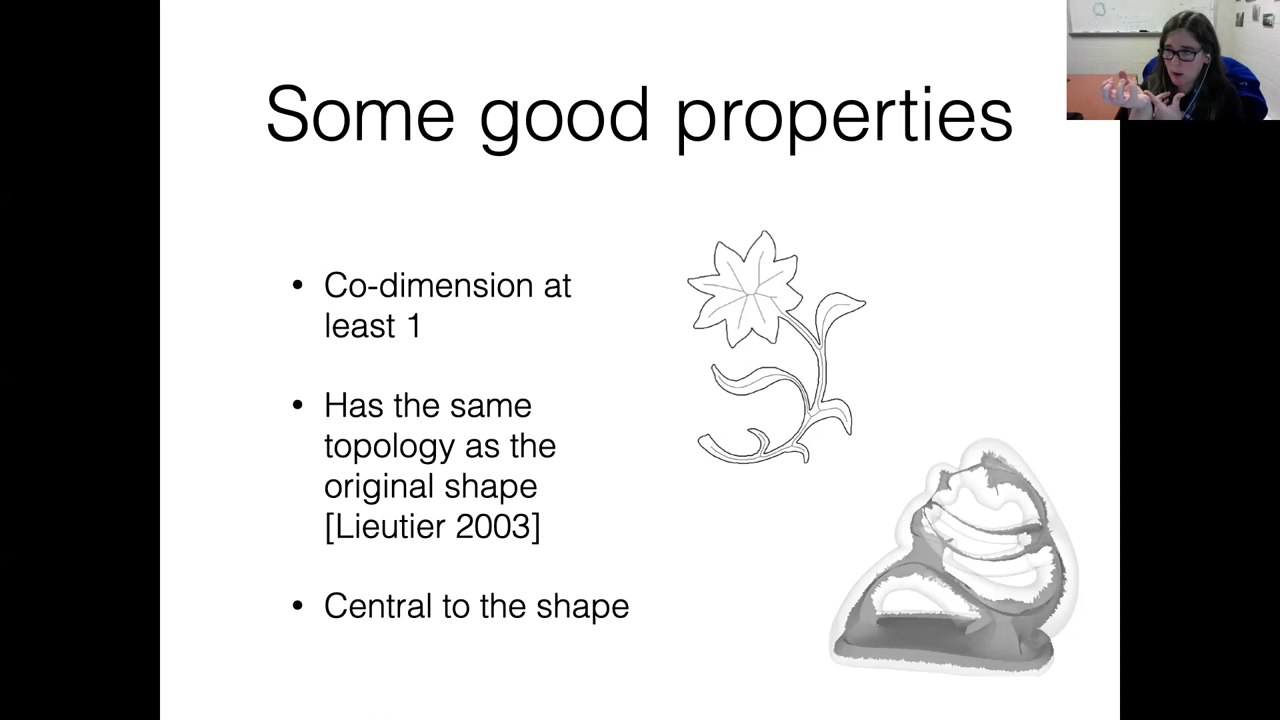 Some good properties
• Co-dimension at
least 1
• Has the same
topology as the
original shape
[Lieutier 2003]
• Central to the shape